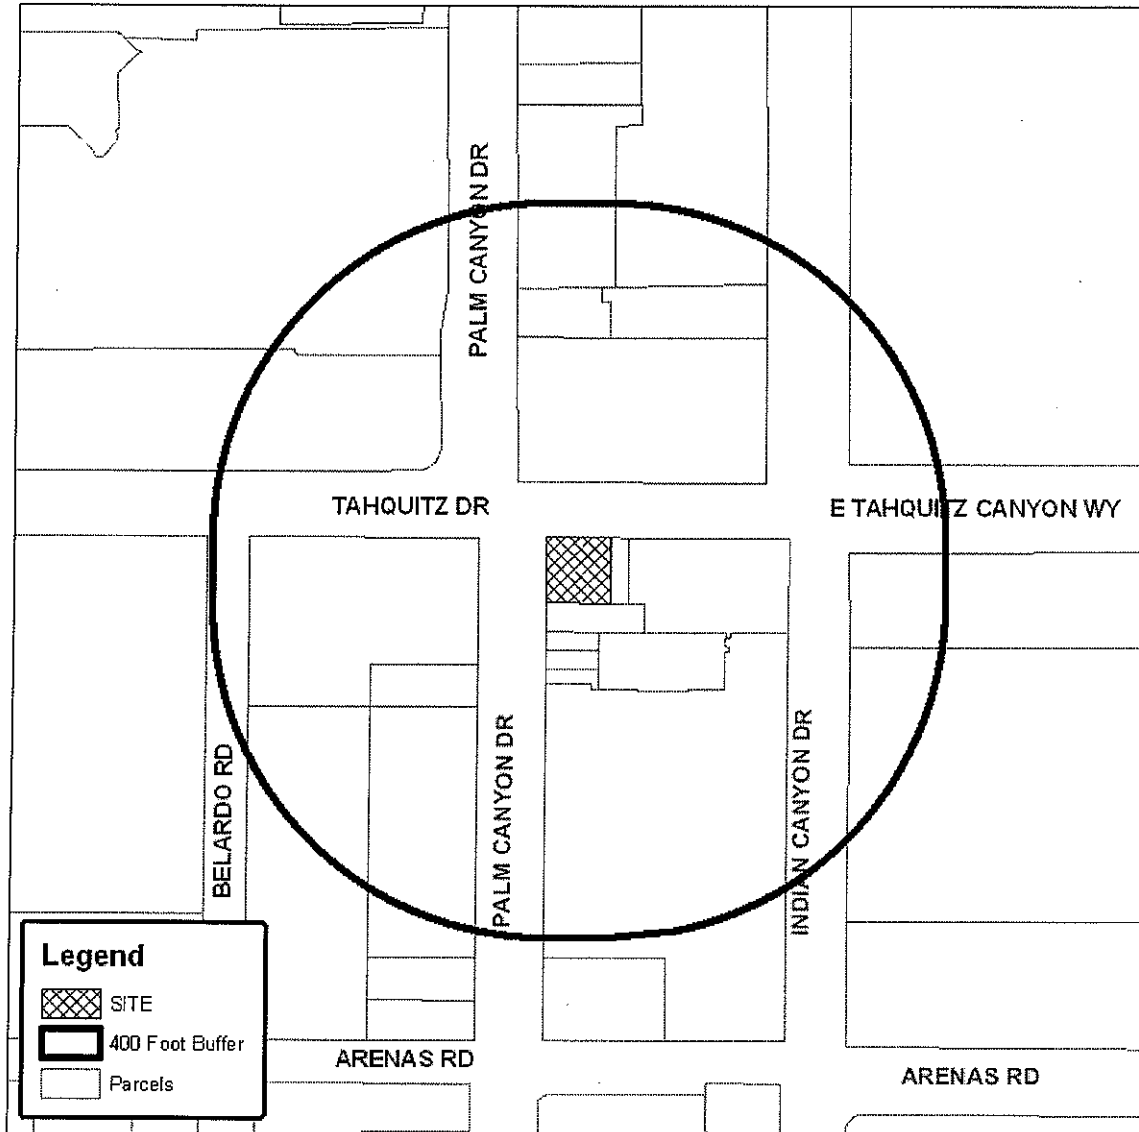 PALM CANYON DR
TAHQUITZ DR
E TAHQUITZ CANYON WY
BELARDO RD
PALM CANYON DR
INDIAN CANYON DR
Legend
SITE
400 Foot Buffer
Parcels
ARENAS RD
ARENAS RD